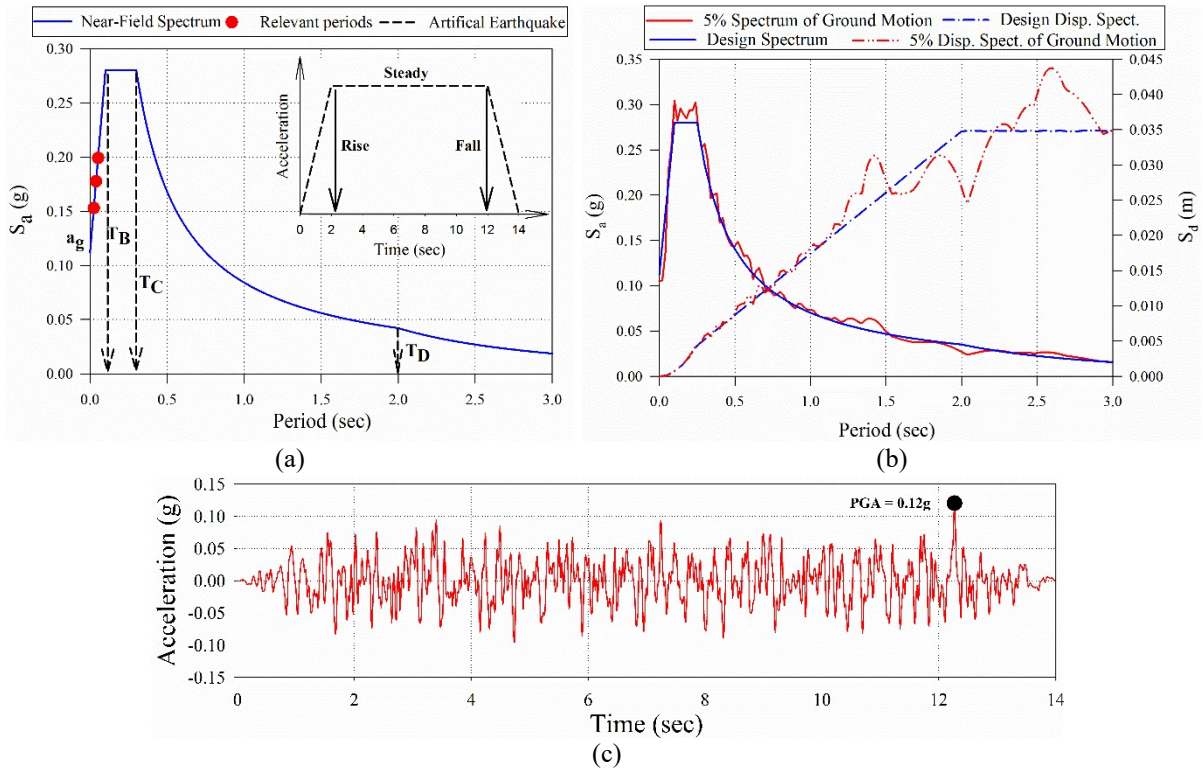 Near-Field Spectrum Relevant periods Artifical Earthquake
0.30
0.25
0.20
0.15
0.10
0.05
0.00
S_a (g)
a_g
T_B
T_C
T_D
0.0 0.5 1.0 1.5 2.0 2.5 3.0
Period (sec)
Steady
Rise
Fall
Acceleration
0 2 4 6 8 10 12 14
Time (sec)
(a)
5% Spectrum of Ground Motion Design Disp. Spect.
Design Spectrum 5% Disp. Spect. of Ground Motion
0.35
0.30
0.25
0.20
0.15
0.10
0.05
0.00
S_a (g)
0.045
0.040
0.035
0.030
0.025
0.020
0.015
0.010
0.005
0.000
S_d (m)
0.0 0.5 1.0 1.5 2.0 2.5 3.0
Period (sec)
(b)
0.15
0.10
0.05
0.00
-0.05
-0.10
-0.15
Acceleration (g)
PGA = 0.12g
0 2 4 6 8 10 12 14
Time (sec)
(c)